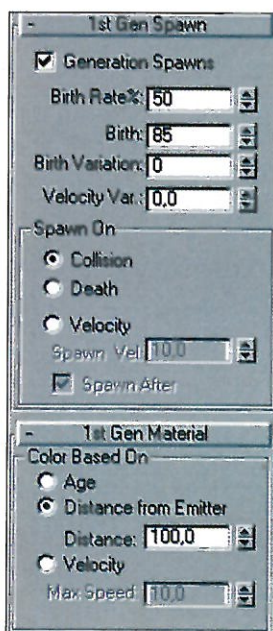 - 1st Gen Spawn
Generation Spawns
Birth Rate%: 50
Birth: 85
Birth Variation: 0
Velocity Var.: 0,0
Spawn On
Collision
Death
Velocity
Spawn Vel: 10,0
Spawn After
- 1st Gen Material
Color Based On
Age
Distance from Emitter
Distance: 100,0
Velocity
Max Speed 10,0